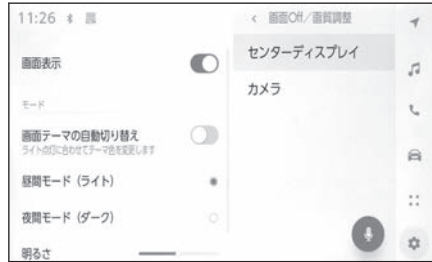 11:26
画面表示
モード
画面テーマの自動切り替え
ライト点灯に合わせてテーマ色を変更します
昼間モード（ライト）
夜間モード（ダーク）
明るさ
< 画面Off/画質調整
センターディスプレイ
カメラ